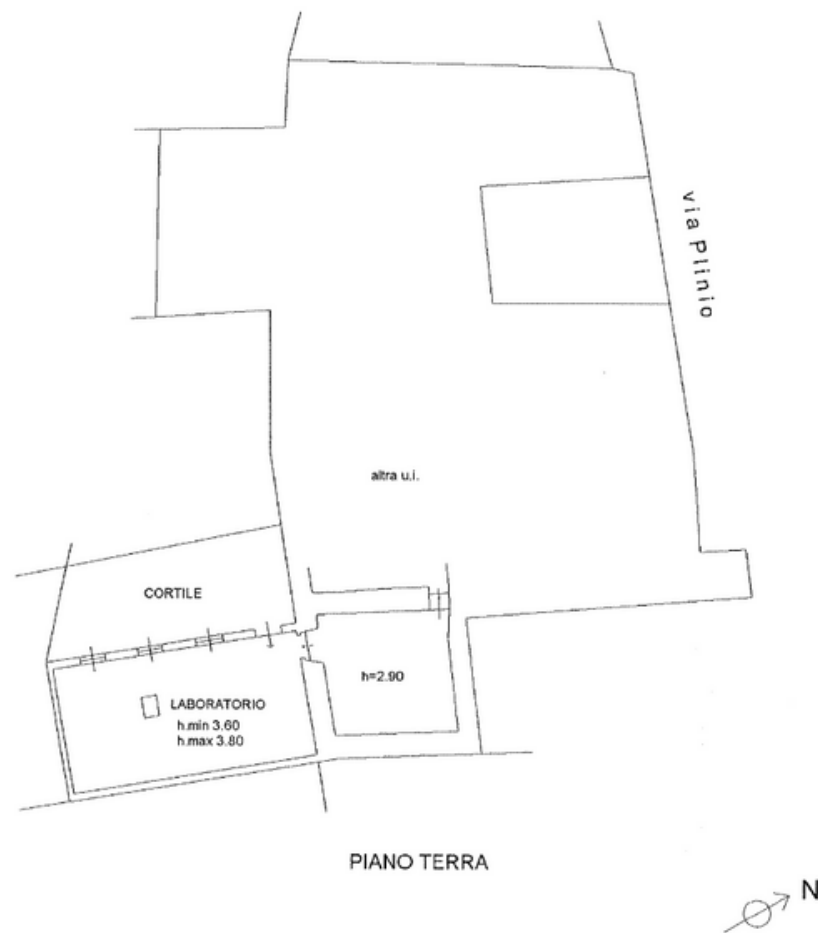 via Plinio
altra u.i.
CORTILE
h=2.90
LABORATORIO
h.min 3.60
h.max 3.80
PIANO TERRA
N